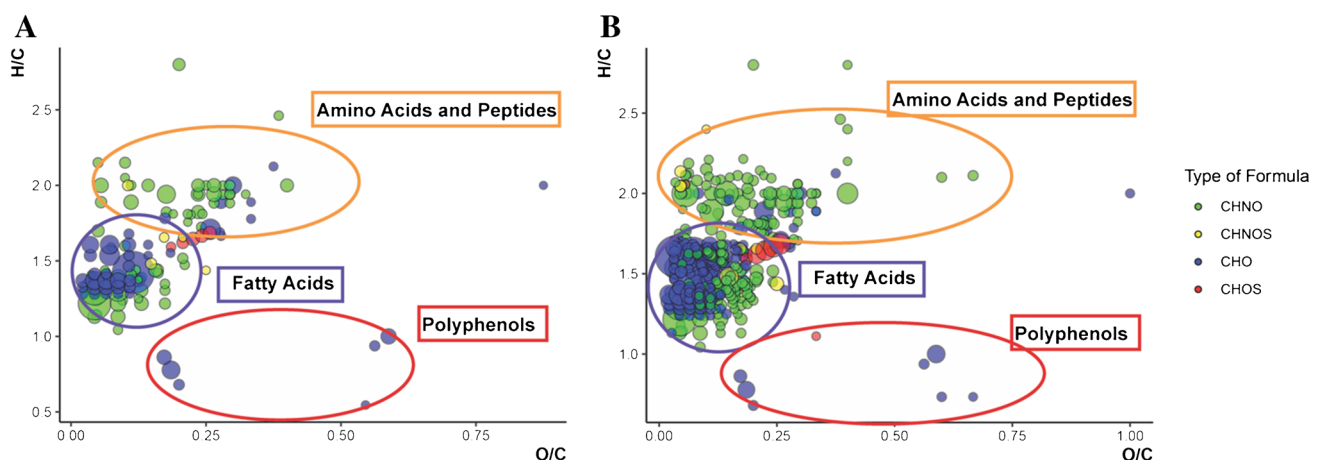 A
H/C
2.5
2.0
1.5
1.0
0.5
0.00
0.25
0.50
0.75
O/C
Amino Acids and Peptides
Fatty Acids
Polyphenols
B
H/C
2.5
2.0
1.5
1.0
0.00
0.25
0.50
0.75
1.00
O/C
Amino Acids and Peptides
Fatty Acids
Polyphenols
Type of Formula
CHNO
CHNOS
CHO
CHOS